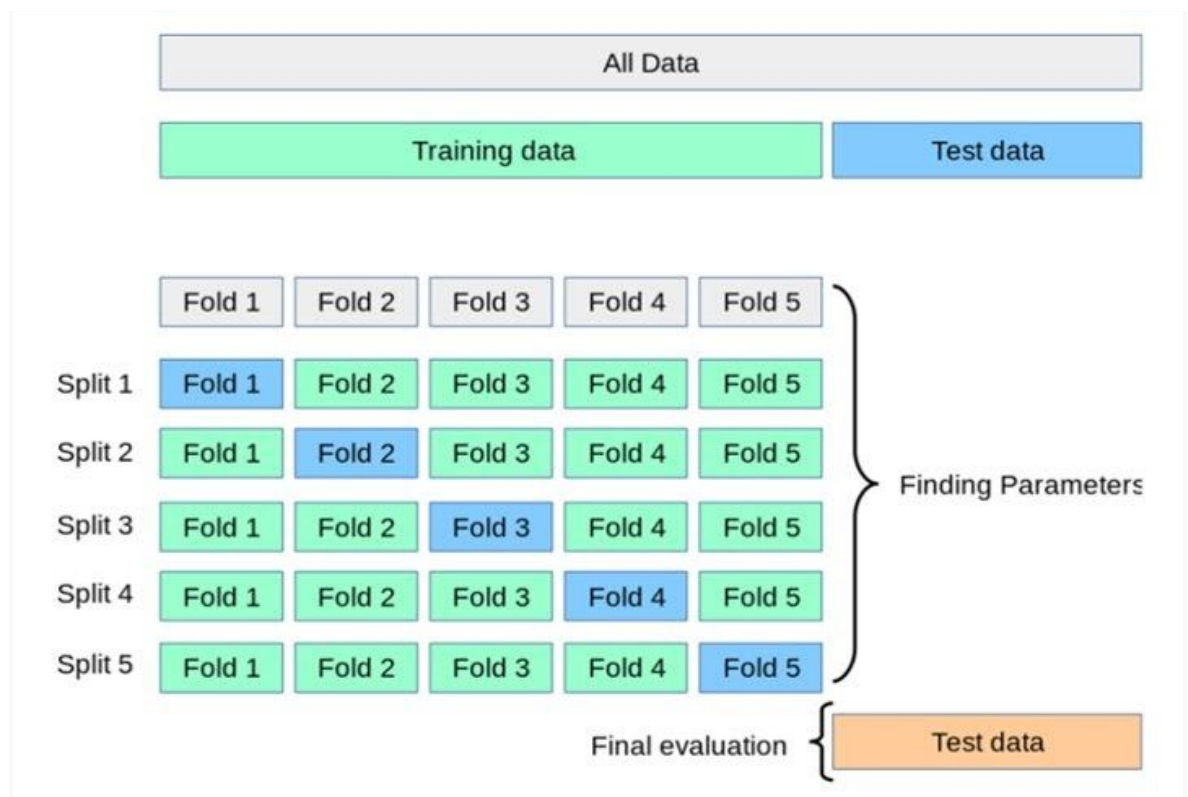 All Data
Training data Test data
Fold 1 Fold 2 Fold 3 Fold 4 Fold 5
Split 1 Fold 1 Fold 2 Fold 3 Fold 4 Fold 5
Split 2 Fold 1 Fold 2 Fold 3 Fold 4 Fold 5
Finding Parameters
Split 3 Fold 1 Fold 2 Fold 3 Fold 4 Fold 5
Split 4 Fold 1 Fold 2 Fold 3 Fold 4 Fold 5
Split 5 Fold 1 Fold 2 Fold 3 Fold 4 Fold 5
Final evaluation Test data